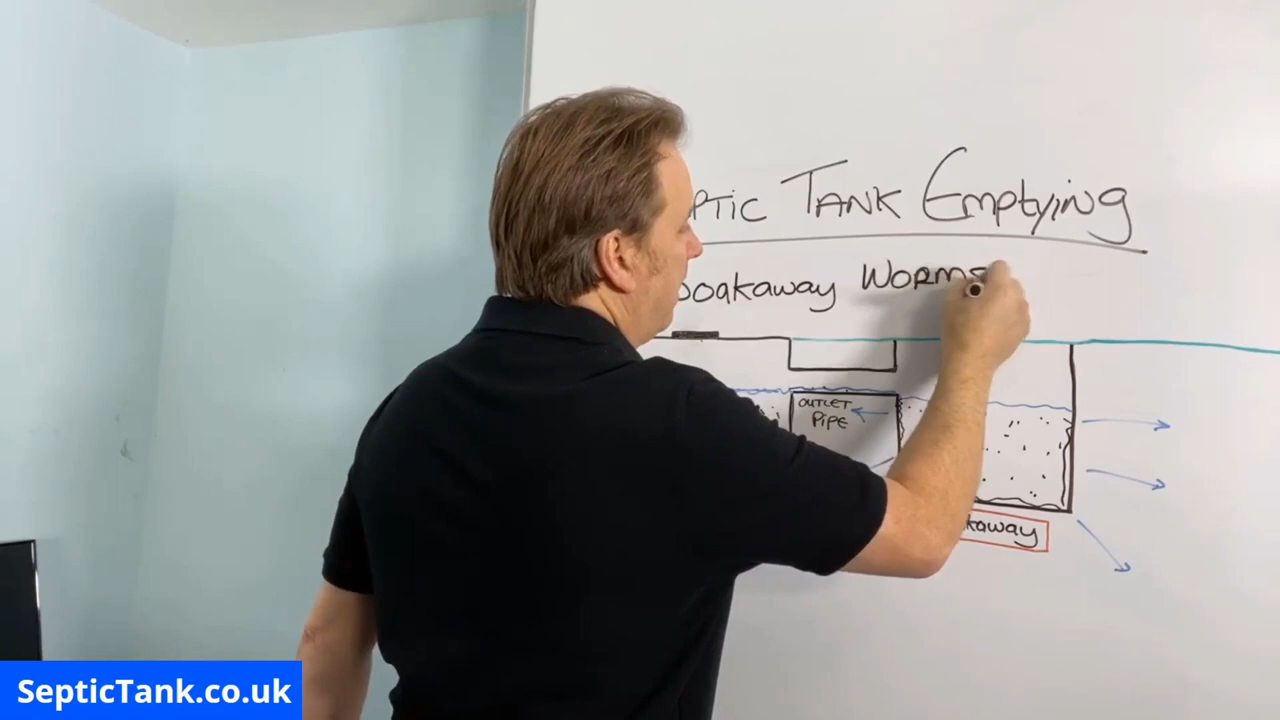 PTIC TANK Emptying
oakaway WORMS
OUTLET
Pipe
kaway
SepticTank.co.uk